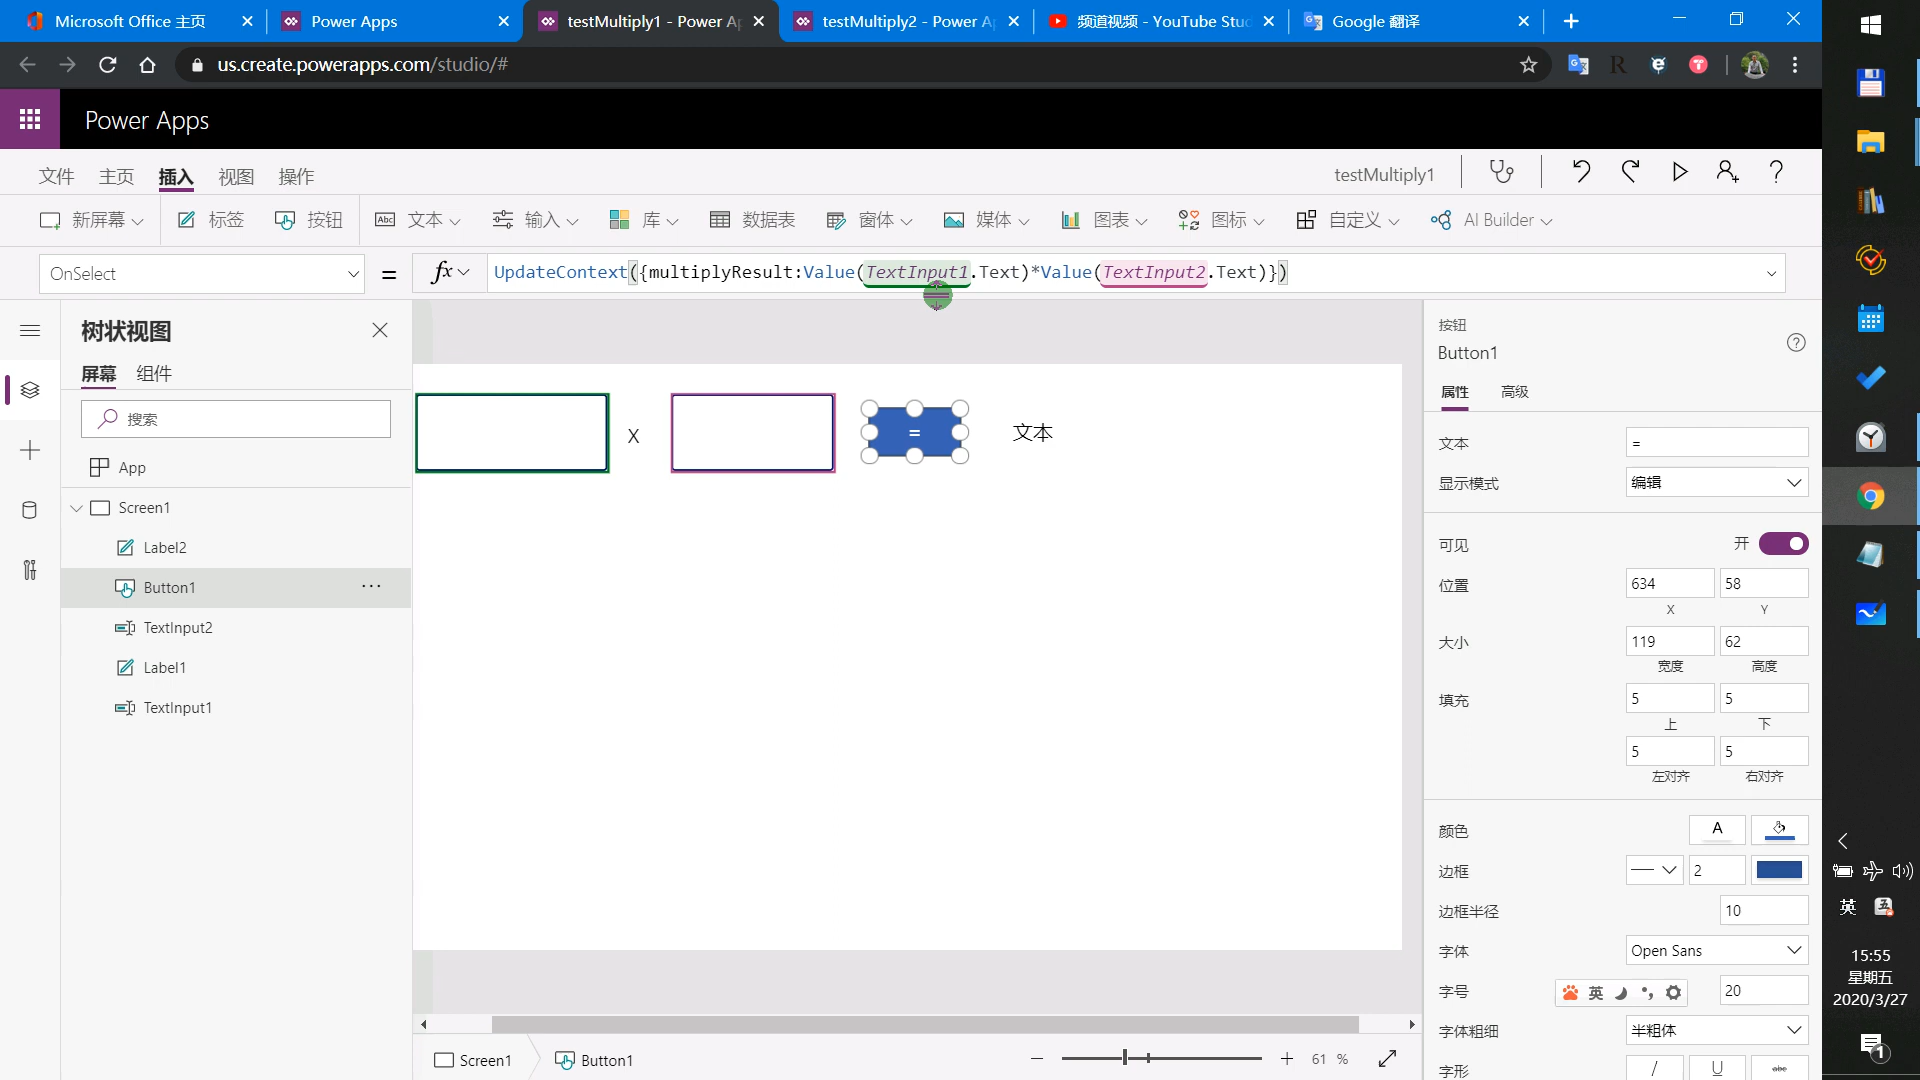 Microsoft Office 主页
Power Apps
testMultiply1 - Power Ap
testMultiply2 - Power Ap
频道视频 - YouTube Stud
Google 翻译
us.create.powerapps.com/studio/#
Power Apps
文件
主页
插入
视图
操作
testMultiply1
新屏幕
标签
按钮
Abc
文本
输入
库
数据表
窗体
媒体
图表
图标
自定义
AI Builder
OnSelect
=
fx
UpdateContext({multiplyResult:Value(TextInput1.Text)*Value(TextInput2.Text)})
树状视图
屏幕
组件
搜索
App
Screen1
Label2
Button1
···
TextInput2
Label1
TextInput1
X
=
文本
按钮
Button1
属性
高级
文本
=
显示模式
编辑
可见
开
位置
634
58
X
Y
大小
119
62
宽度
高度
填充
5
5
上
下
5
5
左对齐
右对齐
颜色
A
边框
2
边框半径
10
字体
Open Sans
字号
英
20
字体粗细
半粗体
字形
/
U
abc
Screen1
Button1
61 %
英
五
15:55
星期五
2020/3/27
1